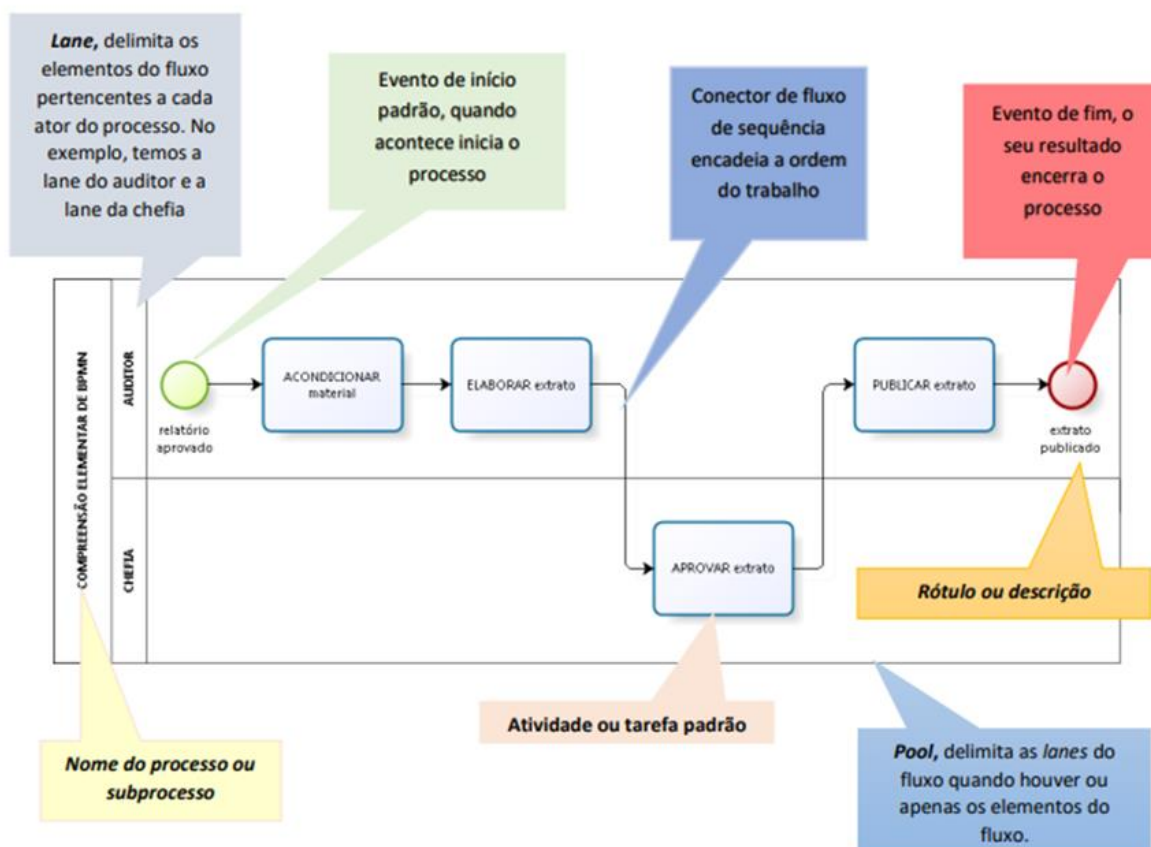 Lane, delimita os
elementos do fluxo
pertencentes a cada
ator do processo. No
exemplo, temos a
lane do auditor e a
lane da chefia
Evento de início
padrão, quando
acontece inicia o
processo
Conector de fluxo
de sequência
encadeia a ordem
do trabalho
Evento de fim, o
seu resultado
encerra o
processo
COMPREENSÃO ELEMENTAR DE BPMN
AUDITOR
relatório
aprovado
ACONDICIONAR
material
ELABORAR extrato
PUBLICAR extrato
extrato
publicado
CHEFIA
APROVAR extrato
Rótulo ou descrição
Atividade ou tarefa padrão
Nome do processo ou
subprocesso
Pool, delimita as lanes do
fluxo quando houver ou
apenas os elementos do
fluxo.